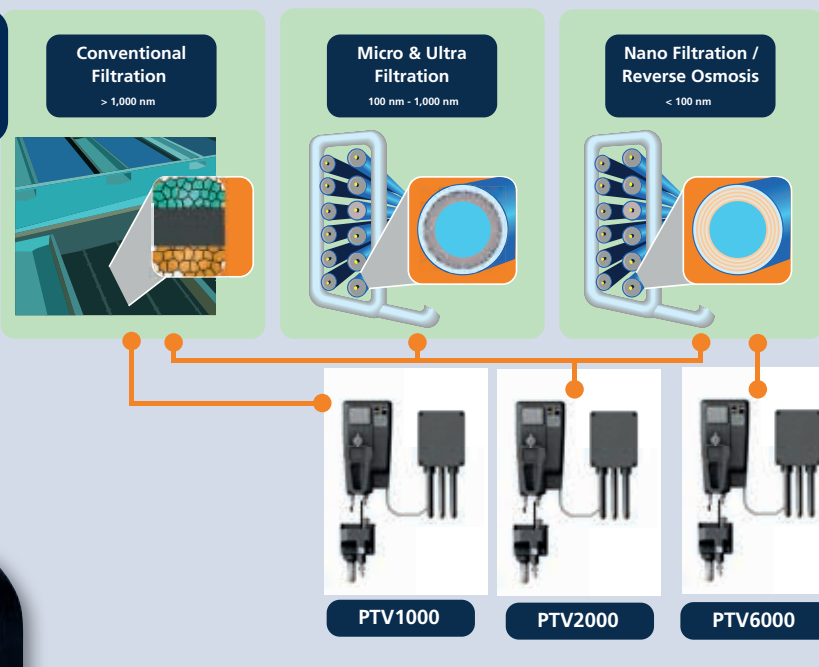 Conventional
Filtration
> 1,000 nm
Micro & Ultra
Filtration
100 nm - 1,000 nm
Nano Filtration /
Reverse Osmosis
< 100 nm
PTV1000
PTV2000
PTV6000